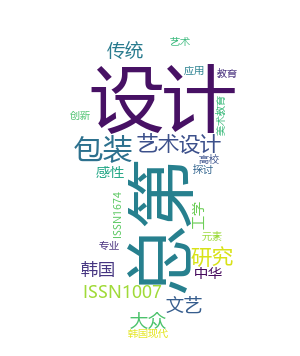 艺术
传统
应用
教育
设计
创新
美术教育
包装
艺术设计
高校
感性
探讨
总第
ISSN1674
工学
元素
专业
研究
韩国
中华
ISSN1007
文艺
大众
韩国现代